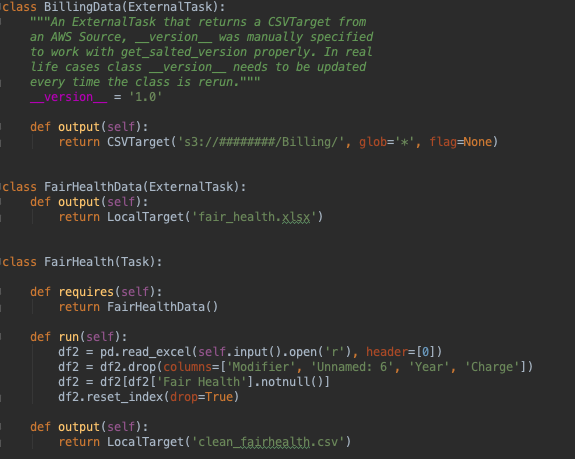 class BillingData(ExternalTask):
    """An ExternalTask that returns a CSVTarget from
    an AWS Source, __version__ was manually specified
    to work with get_salted_version properly. In real
    life cases class __version__ needs to be updated
    every time the class is rerun."""
    __version__ = '1.0'
    def output(self):
        return CSVTarget('s3://########/Billing/', glob='*', flag=None)
class FairHealthData(ExternalTask):
    def output(self):
        return LocalTarget('fair_health.xlsx')
class FairHealth(Task):
    def requires(self):
        return FairHealthData()
    def run(self):
        df2 = pd.read_excel(self.input().open('r'), header=[0])
        df2 = df2.drop(columns=['Modifier', 'Unnamed: 6', 'Year', 'Charge'])
        df2 = df2[df2['Fair Health'].notnull()]
        df2.reset_index(drop=True)
    def output(self):
        return LocalTarget('clean_fairhealth.csv')